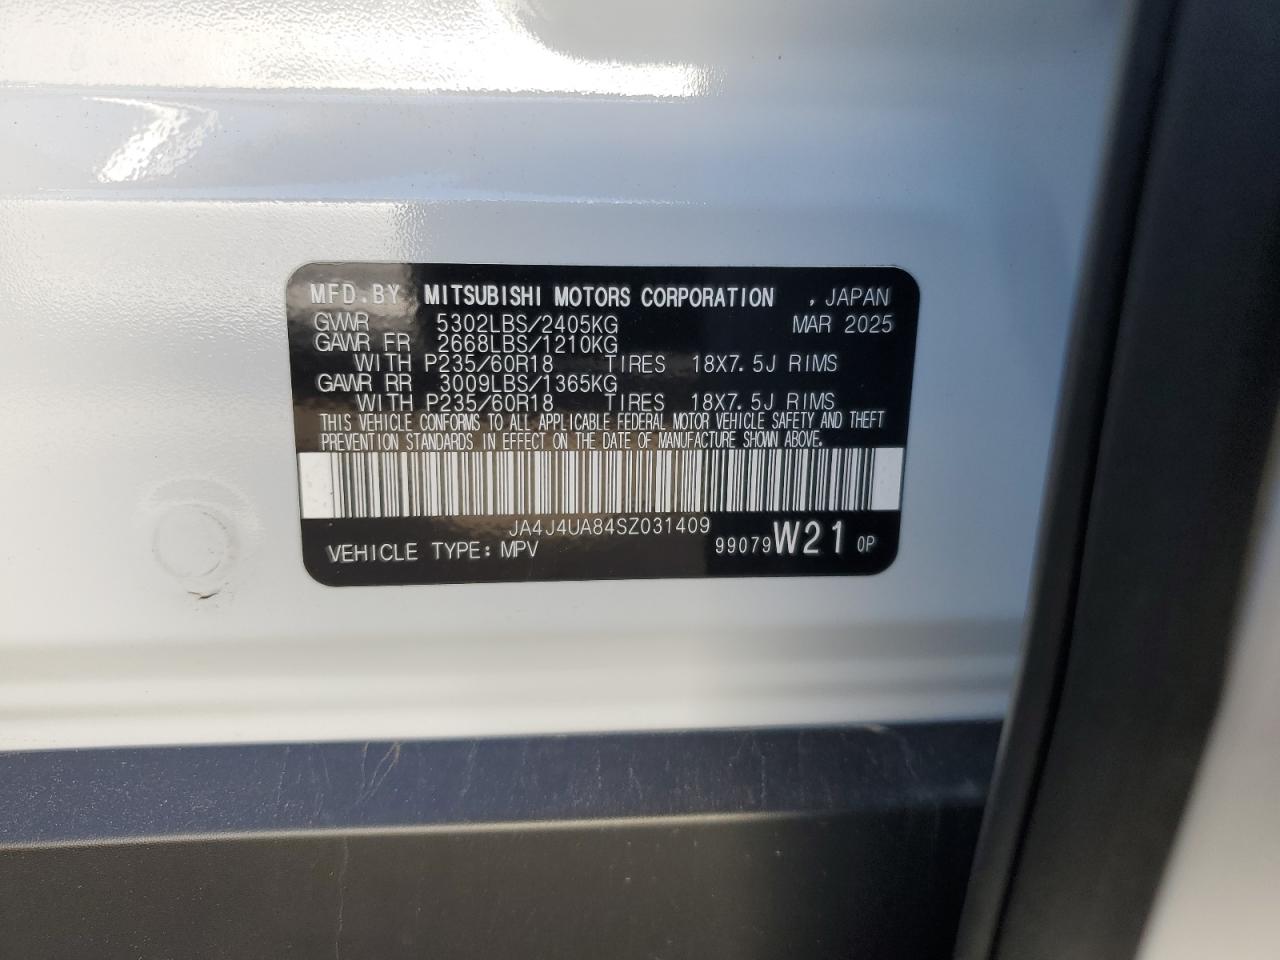 MFD.BY MITSUBISHI MOTORS CORPORATION , JAPAN
GVWR 5302LBS/2405KG MAR 2025
GAWR FR 2668LBS/1210KG
WITH P235/60R18 TIRES 18X7.5J RIMS
GAWR RR 3009LBS/1365KG
WITH P235/60R18 TIRES 18X7.5J RIMS
THIS VEHICLE CONFORMS TO ALL APPLICABLE FEDERAL MOTOR VEHICLE SAFETY AND THEFT
PREVENTION STANDARDS IN EFFECT ON THE DATE OF MANUFACTURE SHOWN ABOVE.
JA4J4UA84SZ031409
VEHICLE TYPE: MPV 99079 W21 0P